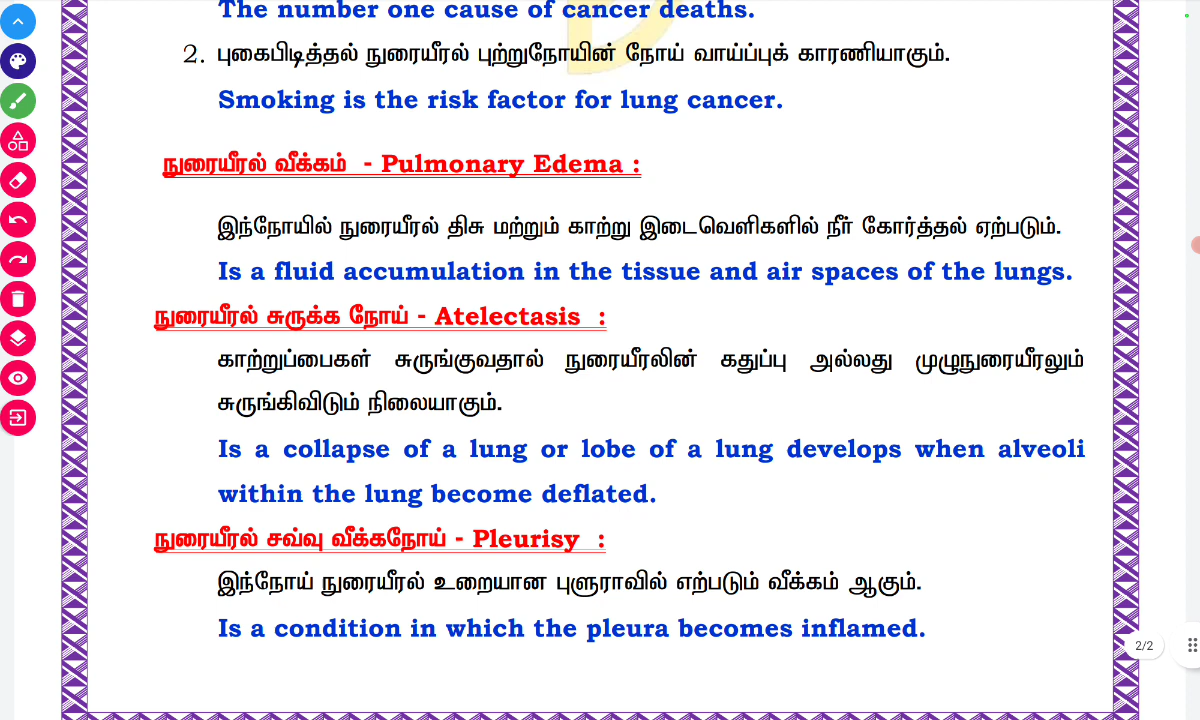 The number one cause of cancer deaths.
2. புகைபிடித்தல் நுரையீரல் புற்றுநோயின் நோய் வாய்ப்புக் காரணியாகும்.
Smoking is the risk factor for lung cancer.
நுரையீரல் வீக்கம் - Pulmonary Edema :
இந்நோயில் நுரையீரல் திசு மற்றும் காற்று இடைவெளிகளில் நீர் கோர்த்தல் ஏற்படும்.
Is a fluid accumulation in the tissue and air spaces of the lungs.
நுரையீரல் சுருக்க நோய் - Atelectasis :
காற்றுப்பைகள் சுருங்குவதால் நுரையீரலின் கதுப்பு அல்லது முழுநுரையீரலும்
சுருங்கிவிடும் நிலையாகும்.
Is a collapse of a lung or lobe of a lung develops when alveoli
within the lung become deflated.
நுரையீரல் சவ்வு வீக்கநோய் - Pleurisy :
இந்நோய் நுரையீரல் உறையான புளுராவில் எற்படும் வீக்கம் ஆகும்.
Is a condition in which the pleura becomes inflamed.
2/2